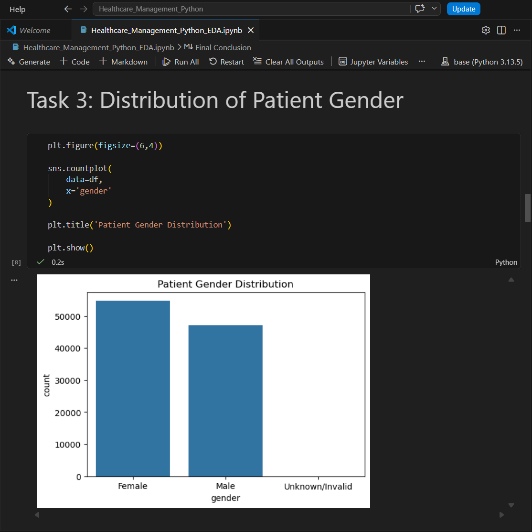 Help
Healthcare_Management_Python
Update
Welcome
Healthcare_Management_Python_EDA.ipynb
Healthcare_Management_Python_EDA.ipynb > M↓ Final Conclusion
Generate + Code + Markdown Run All Restart Clear All Outputs Jupyter Variables ... base (Python 3.13.5)
Task 3: Distribution of Patient Gender
plt.figure(figsize=(6,4))
sns.countplot(
data=df,
x='gender'
)
plt.title('Patient Gender Distribution')
plt.show()
[8]
0.2s
Python
...
Patient Gender Distribution
50000
40000
30000
20000
10000
0
count
Female
Male
Unknown/Invalid
gender